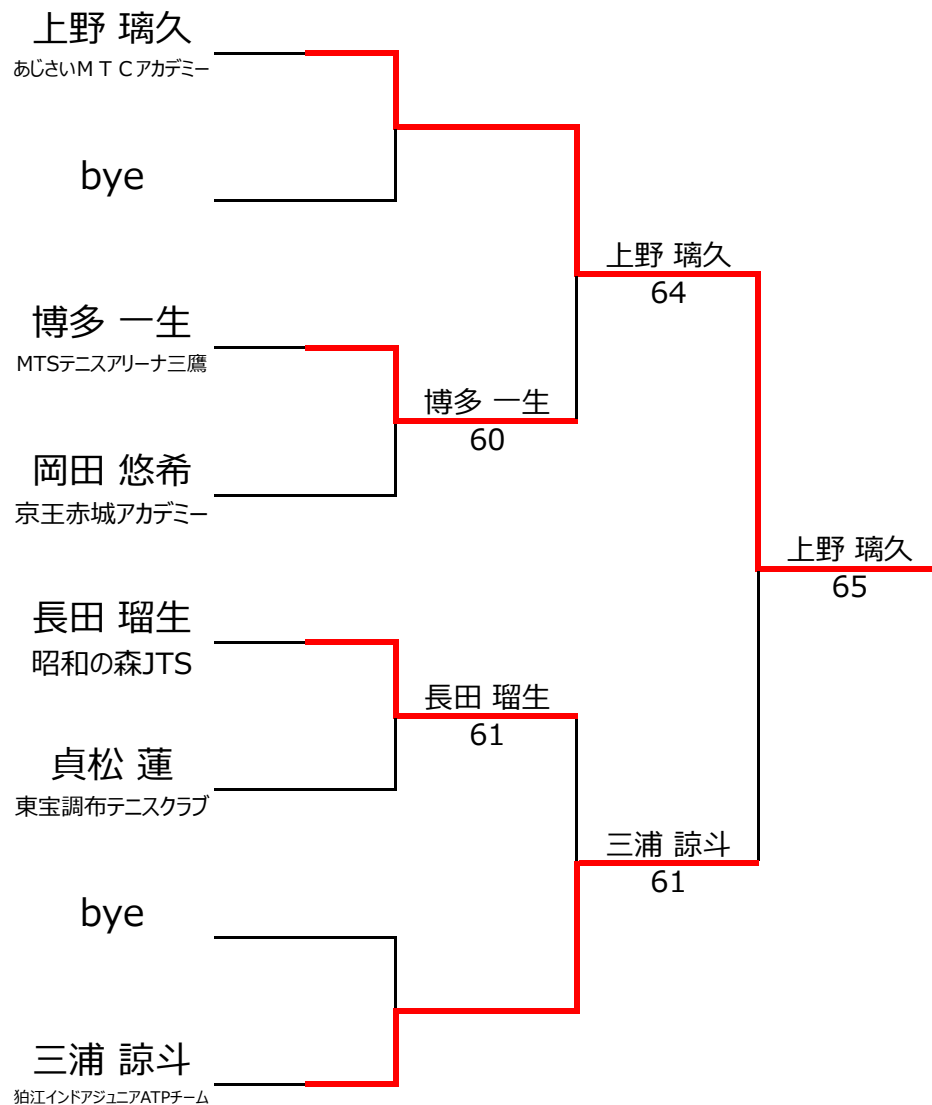 上野 璃久
あじさいＭＴＣアカデミー
bye
博多 一生
MTSテニスアリーナ三鷹
岡田 悠希
京王赤城アカデミー
長田 瑠生
昭和の森JTS
貞松 蓮
東宝調布テニスクラブ
bye
三浦 諒斗
狛江インドアジュニアATPチーム
博多 一生
60
長田 瑠生
61
上野 璃久
64
三浦 諒斗
61
上野 璃久
65